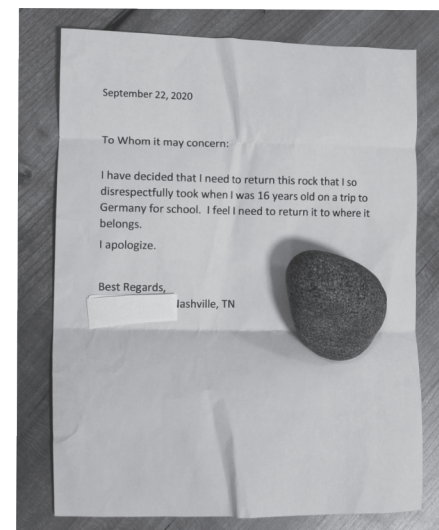 September 22, 2020
To Whom it may concern:
I have decided that I need to return this rock that I so
disrespectfully took when I was 16 years old on a trip to
Germany for school. I feel I need to return it to where it
belongs.
I apologize.
Best Regards,
lashville, TN